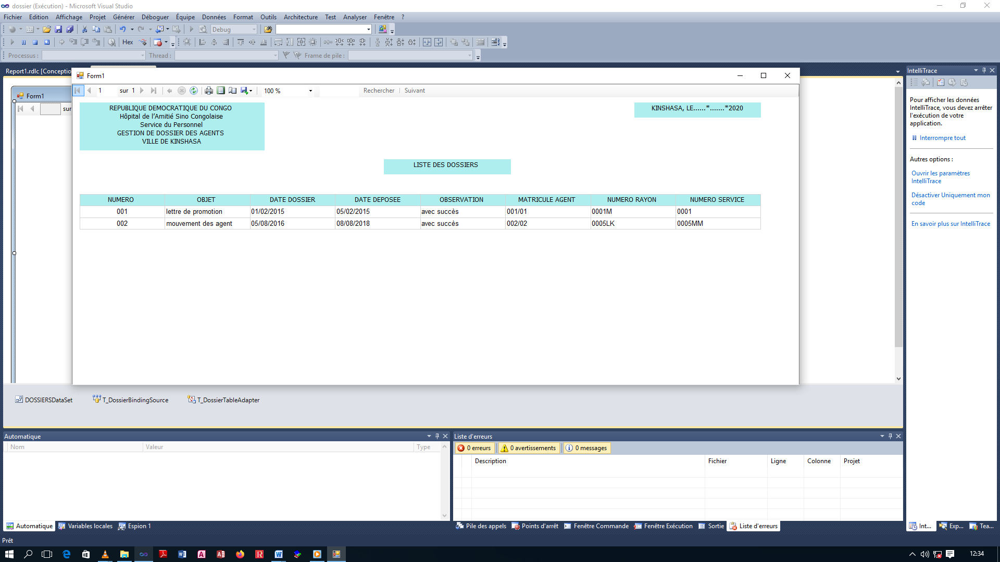 dossier (Exécution) - Microsoft Visual Studio
Fichier Edition Affichage Projet Générer Déboguer Équipe Données Format Outils Architecture Test Analyser Fenêtre ?
Debug
Hex
Processus : Thread : Frame de pile :
Report1.rdlc [Conceptio
Form1
sur
Form1
1 sur 1 100 % Rechercher Suivant
REPUBLIQUE DEMOCRATIQUE DU CONGO
Hôpital de l’Amitié Sino Congolaise
Service du Personnel
GESTION DE DOSSIER DES AGENTS
VILLE DE KINSHASA
KINSHASA, LE......*.......*2020
LISTE DES DOSSIERS
NUMERO OBJET DATE DOSSIER DATE DEPOSEE OBSERVATION MATRICULE AGENT NUMERO RAYON NUMERO SERVICE
001 lettre de promotion 01/02/2015 05/02/2015 avec succès 001/01 0001M 0001
002 mouvement des agent 05/08/2016 08/08/2018 avec succès 002/02 0005LK 0005MM
DOSSIERSDataSet T_DossierBindingSource T_DossierTableAdapter
IntelliTrace
Pour afficher les données
IntelliTrace, vous devez arrêter
l'exécution de votre
application.
Interrompre tout
Autres options :
Ouvrir les paramètres
IntelliTrace
Désactiver Uniquement mon
code
En savoir plus sur IntelliTrace
Automatique
Nom Valeur Type
Automatique Variables locales Espion 1
Liste d'erreurs
0 erreurs 0 avertissements 0 messages
Description Fichier Ligne Colonne Projet
Pile des appels Points d'arrêt Fenêtre Commande Fenêtre Exécution Sortie Liste d'erreurs
Int... Exp... Tea...
Prêt
12:34